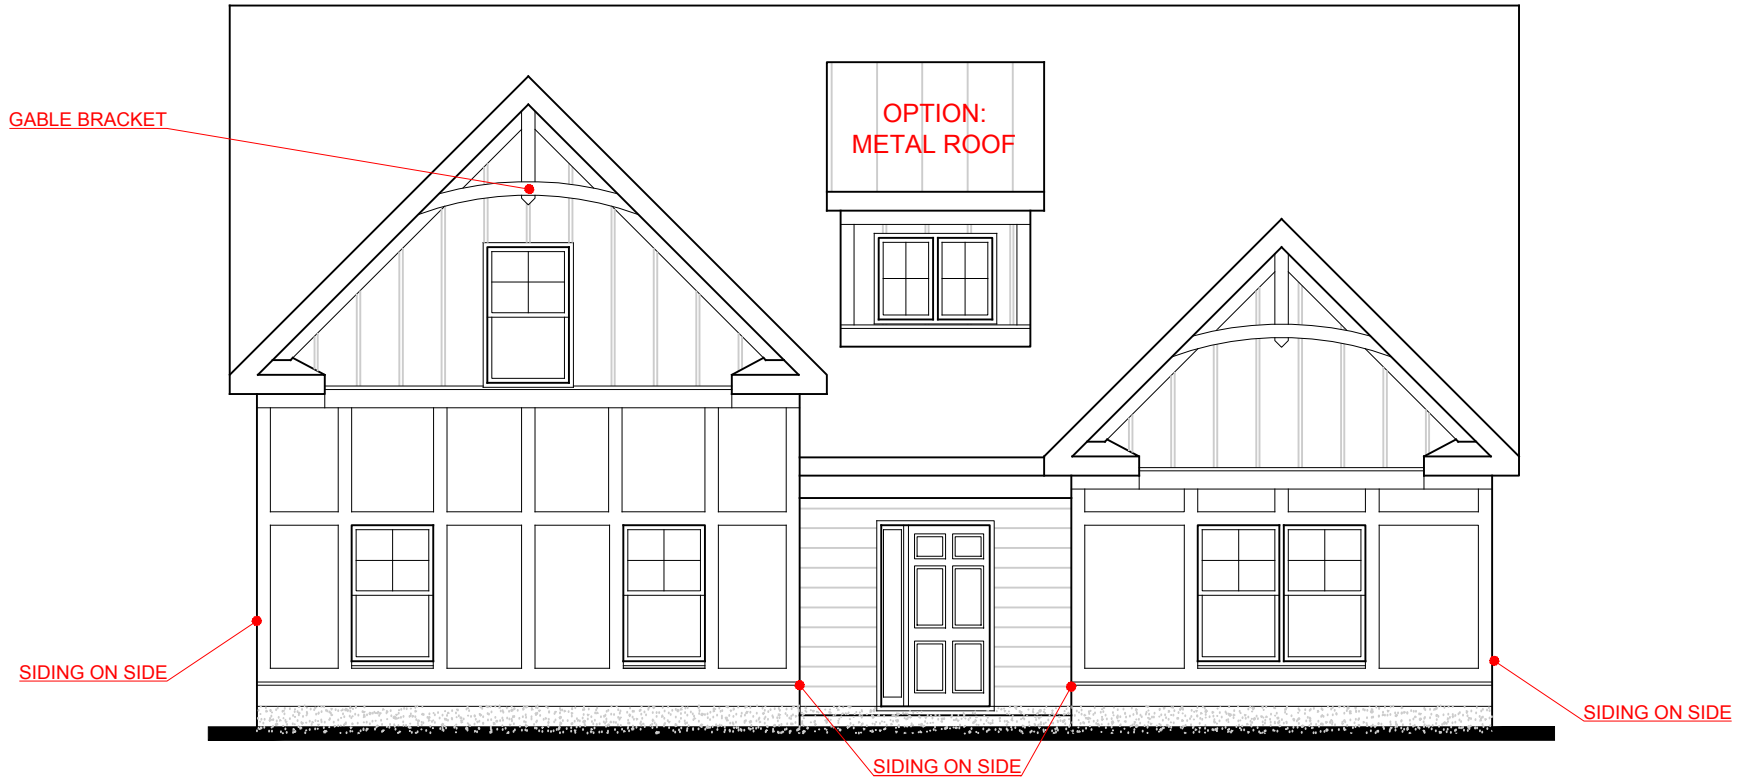 GABLE BRACKET
OPTION:
METAL ROOF
SIDING ON SIDE
SIDING ON SIDE
SIDING ON SIDE